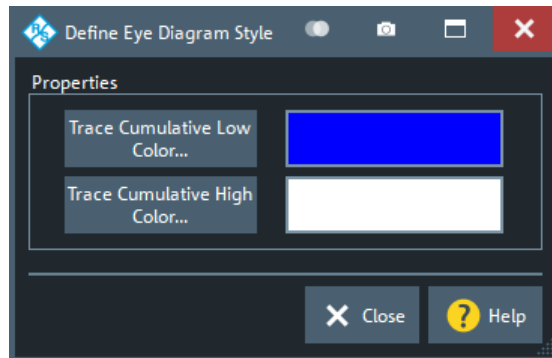 Define Eye Diagram Style
Properties
Trace Cumulative Low
Color...
Trace Cumulative High
Color...
Close
? Help